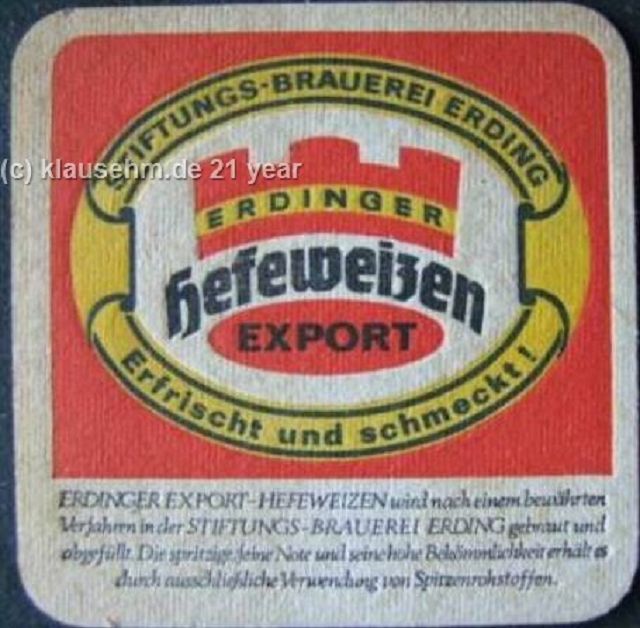 STIFTUNGS-BRAUEREI ERDING
(c) klausehm.de 21 year
ERDINGER
Hefeweizen
EXPORT
Erfrischt und schmeckt!
ERDINGER EXPORT-HEFEWEIZEN wird nach einem bewährten
Verfahren in der STIFTUNGS-BRAUEREI ERDING gebraut und
abgefüllt. Die spritzige, feine Note und seine hohe Bekömmlichkeit erhält es
durch ausschließliche Verwendung von Spitzenrohstoffen.